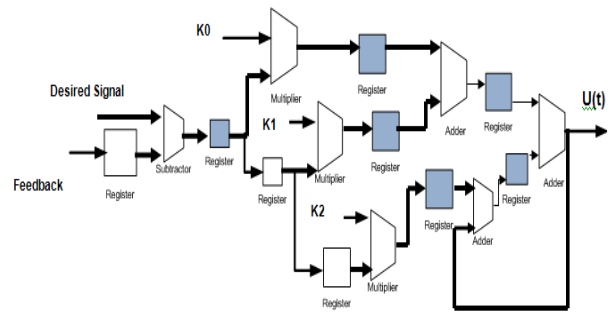 K0
Multiplier
Register
Adder
Register
U(t)
Desired Signal
Subtractor
Register
K1
Multiplier
Register
Adder
Feedback
Register
Register
K2
Register
Adder
Register
Multiplier
Register